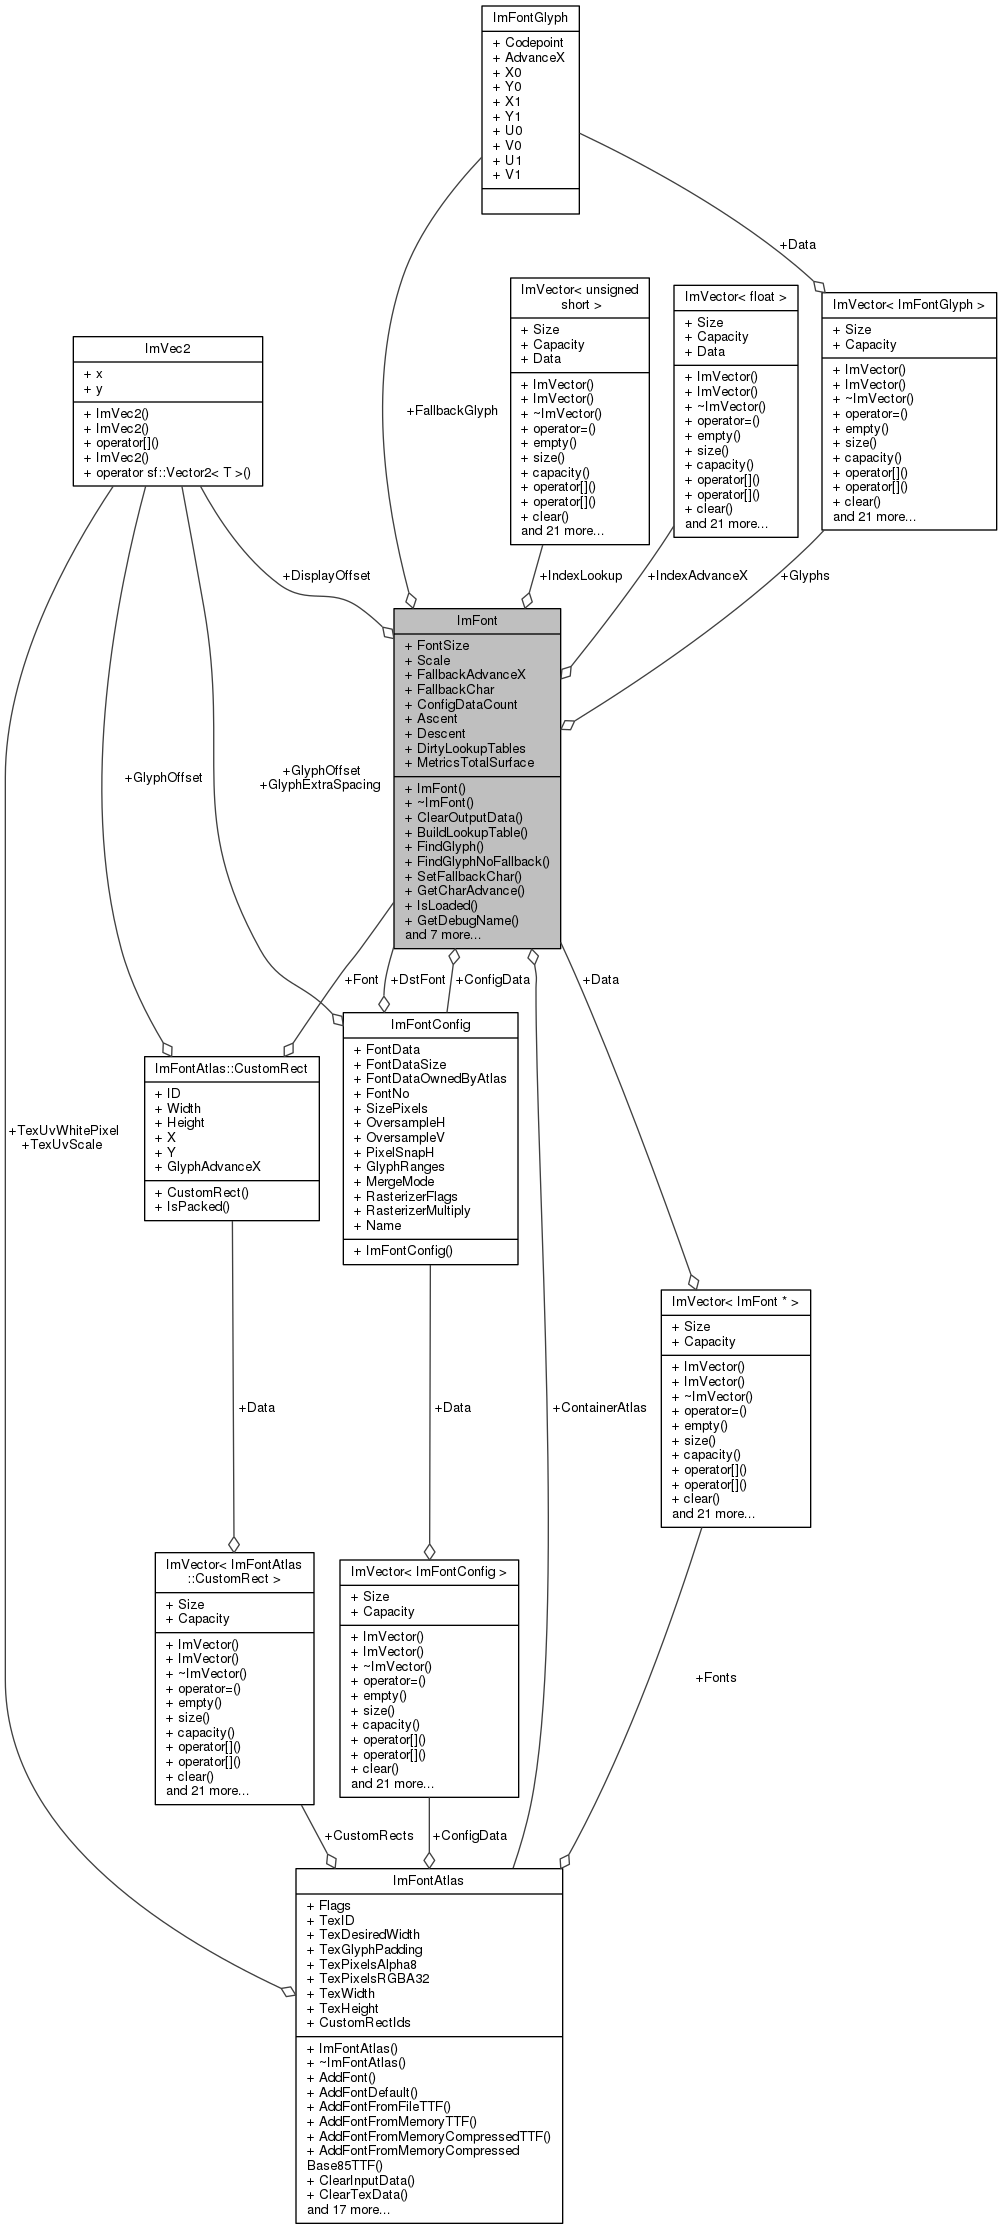 ImFontGlyph
+ Codepoint
+ AdvanceX
+ X0
+ Y0
+ X1
+ Y1
+ U0
+ V0
+ U1
+ V1
+Data
+FallbackGlyph
ImVector< unsigned
short >
+ Size
+ Capacity
+ Data
+ ImVector()
+ ImVector()
+ ~ImVector()
+ operator=()
+ empty()
+ size()
+ capacity()
+ operator[]()
+ operator[]()
+ clear()
and 21 more...
ImVector< float >
+ Size
+ Capacity
+ Data
+ ImVector()
+ ImVector()
+ ~ImVector()
+ operator=()
+ empty()
+ size()
+ capacity()
+ operator[]()
+ operator[]()
+ clear()
and 21 more...
ImVector< ImFontGlyph >
+ Size
+ Capacity
+ ImVector()
+ ImVector()
+ ~ImVector()
+ operator=()
+ empty()
+ size()
+ capacity()
+ operator[]()
+ operator[]()
+ clear()
and 21 more...
ImVec2
+ x
+ y
+ ImVec2()
+ ImVec2()
+ operator[]()
+ ImVec2()
+ operator sf::Vector2< T >()
+DisplayOffset
+IndexLookup
+IndexAdvanceX
+Glyphs
ImFont
+ FontSize
+ Scale
+ FallbackAdvanceX
+ FallbackChar
+ ConfigDataCount
+ Ascent
+ Descent
+ DirtyLookupTables
+ MetricsTotalSurface
+ ImFont()
+ ~ImFont()
+ ClearOutputData()
+ BuildLookupTable()
+ FindGlyph()
+ FindGlyphNoFallback()
+ SetFallbackChar()
+ GetCharAdvance()
+ IsLoaded()
+ GetDebugName()
and 7 more...
+GlyphOffset
+GlyphOffset
+GlyphExtraSpacing
+Font
+DstFont
+ConfigData
+Data
ImFontConfig
+ FontData
+ FontDataSize
+ FontDataOwnedByAtlas
+ FontNo
+ SizePixels
+ OversampleH
+ OversampleV
+ PixelSnapH
+ GlyphRanges
+ MergeMode
+ RasterizerFlags
+ RasterizerMultiply
+ Name
+ ImFontConfig()
ImFontAtlas::CustomRect
+ ID
+ Width
+ Height
+ X
+ Y
+ GlyphAdvanceX
+ CustomRect()
+ IsPacked()
+TexUvWhitePixel
+TexUvScale
ImVector< ImFont * >
+ Size
+ Capacity
+ ImVector()
+ ImVector()
+ ~ImVector()
+ operator=()
+ empty()
+ size()
+ capacity()
+ operator[]()
+ operator[]()
+ clear()
and 21 more...
+Data
+Data
+ContainerAtlas
ImVector< ImFontAtlas
::CustomRect >
+ Size
+ Capacity
+ ImVector()
+ ImVector()
+ ~ImVector()
+ operator=()
+ empty()
+ size()
+ capacity()
+ operator[]()
+ operator[]()
+ clear()
and 21 more...
ImVector< ImFontConfig >
+ Size
+ Capacity
+ ImVector()
+ ImVector()
+ ~ImVector()
+ operator=()
+ empty()
+ size()
+ capacity()
+ operator[]()
+ operator[]()
+ clear()
and 21 more...
+Fonts
+CustomRects
+ConfigData
ImFontAtlas
+ Flags
+ TexID
+ TexDesiredWidth
+ TexGlyphPadding
+ TexPixelsAlpha8
+ TexPixelsRGBA32
+ TexWidth
+ TexHeight
+ CustomRectIds
+ ImFontAtlas()
+ ~ImFontAtlas()
+ AddFont()
+ AddFontDefault()
+ AddFontFromFileTTF()
+ AddFontFromMemoryTTF()
+ AddFontFromMemoryCompressedTTF()
+ AddFontFromMemoryCompressed
Base85TTF()
+ ClearInputData()
+ ClearTexData()
and 17 more...